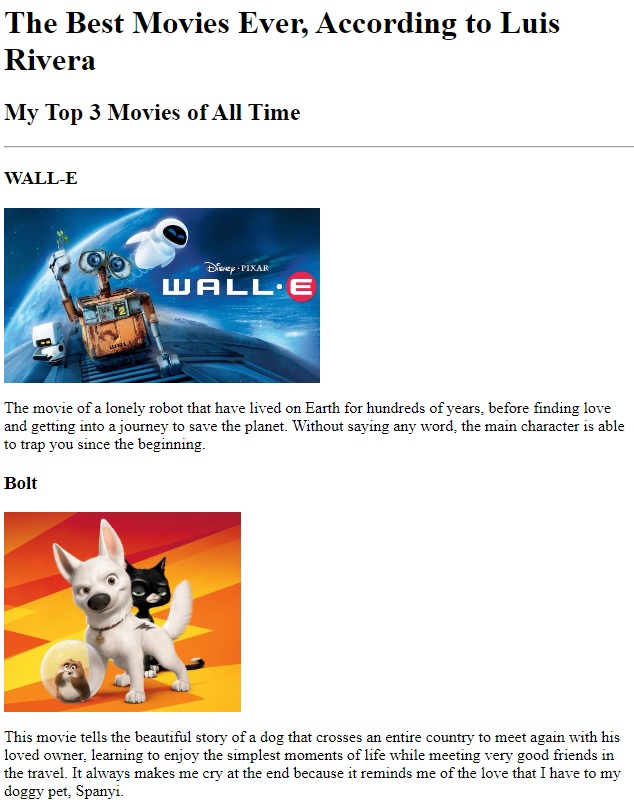 The Best Movies Ever, According to Luis
Rivera
My Top 3 Movies of All Time
WALL-E
Disney · PIXAR
WALL·E
WALL·E
The movie of a lonely robot that have lived on Earth for hundreds of years, before finding love
and getting into a journey to save the planet. Without saying any word, the main character is able
to trap you since the beginning.
Bolt
This movie tells the beautiful story of a dog that crosses an entire country to meet again with his
loved owner, learning to enjoy the simplest moments of life while meeting very good friends in
the travel. It always makes me cry at the end because it reminds me of the love that I have to my
doggy pet, Spanyi.